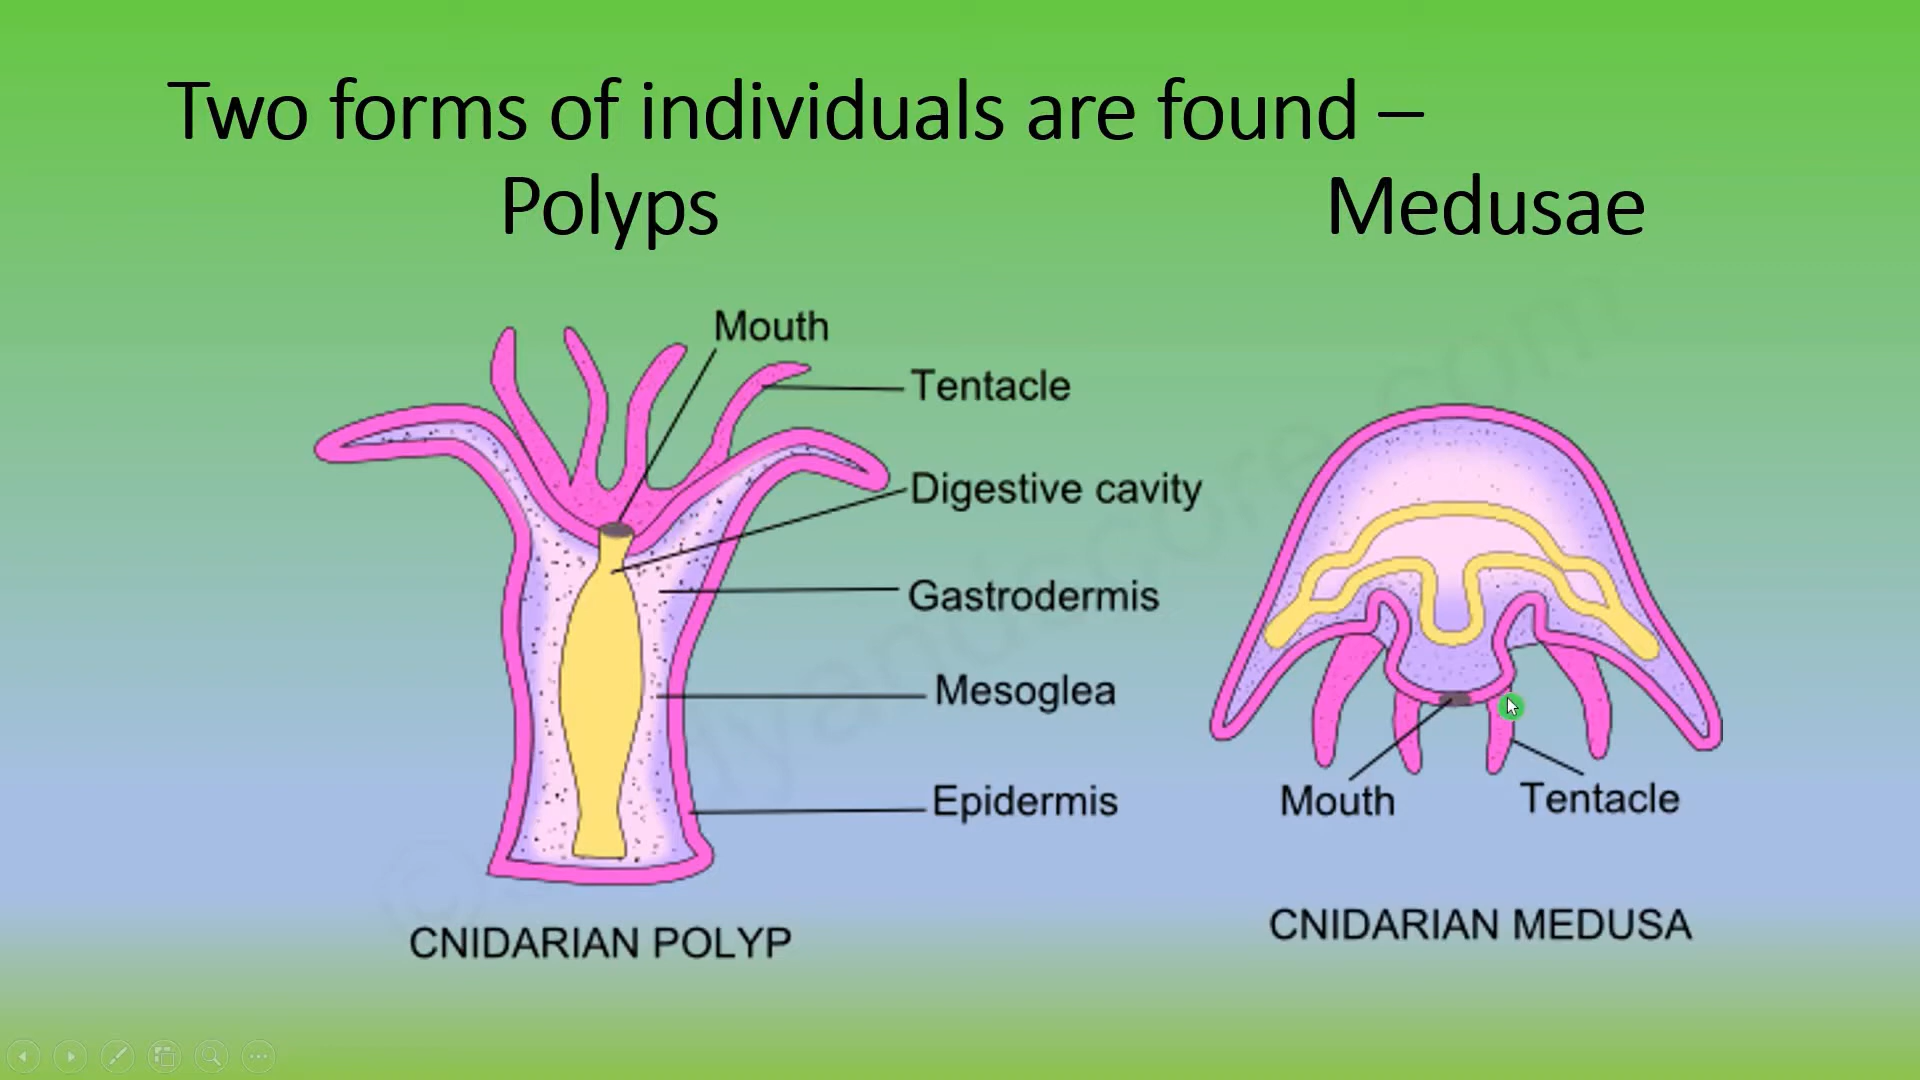 Two forms of individuals are found –
Polyps Medusae
Mouth
Tentacle
Digestive cavity
Gastrodermis
Mesoglea
Epidermis
CNIDARIAN POLYP
Mouth Tentacle
CNIDARIAN MEDUSA